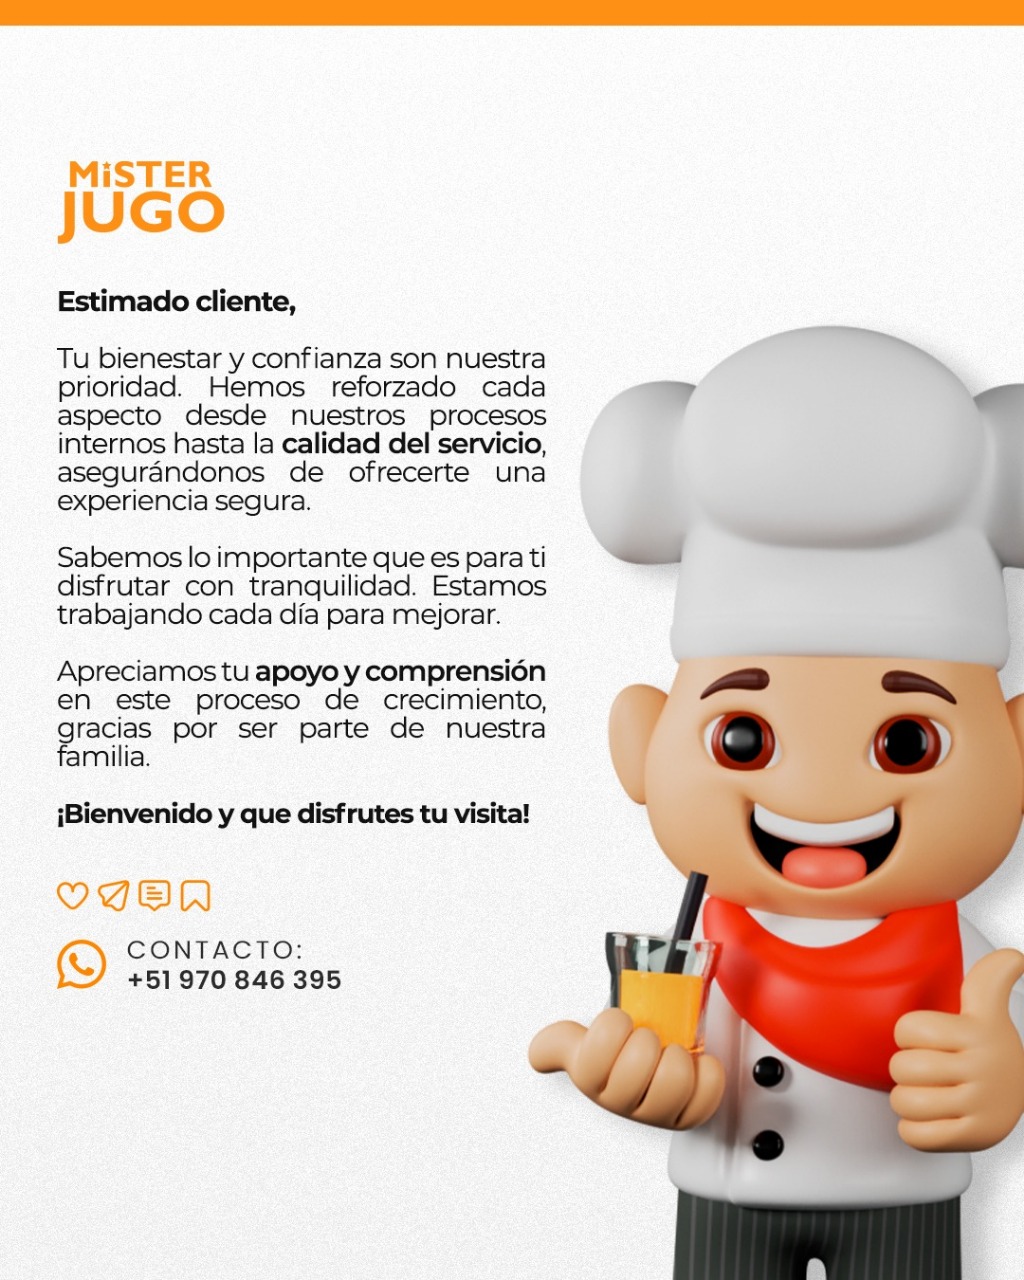 MiSTER
JUGO
Estimado cliente,
Tu bienestar y confianza son nuestra
prioridad. Hemos reforzado cada
aspecto desde nuestros procesos
internos hasta la calidad del servicio,
asegurándonos de ofrecerte una
experiencia segura.
Sabemos lo importante que es para ti
disfrutar con tranquilidad. Estamos
trabajando cada día para mejorar.
Apreciamos tu apoyo y comprensión
en este proceso de crecimiento,
gracias por ser parte de nuestra
familia.
¡Bienvenido y que disfrutes tu visita!
CONTACTO:
+51 970 846 395